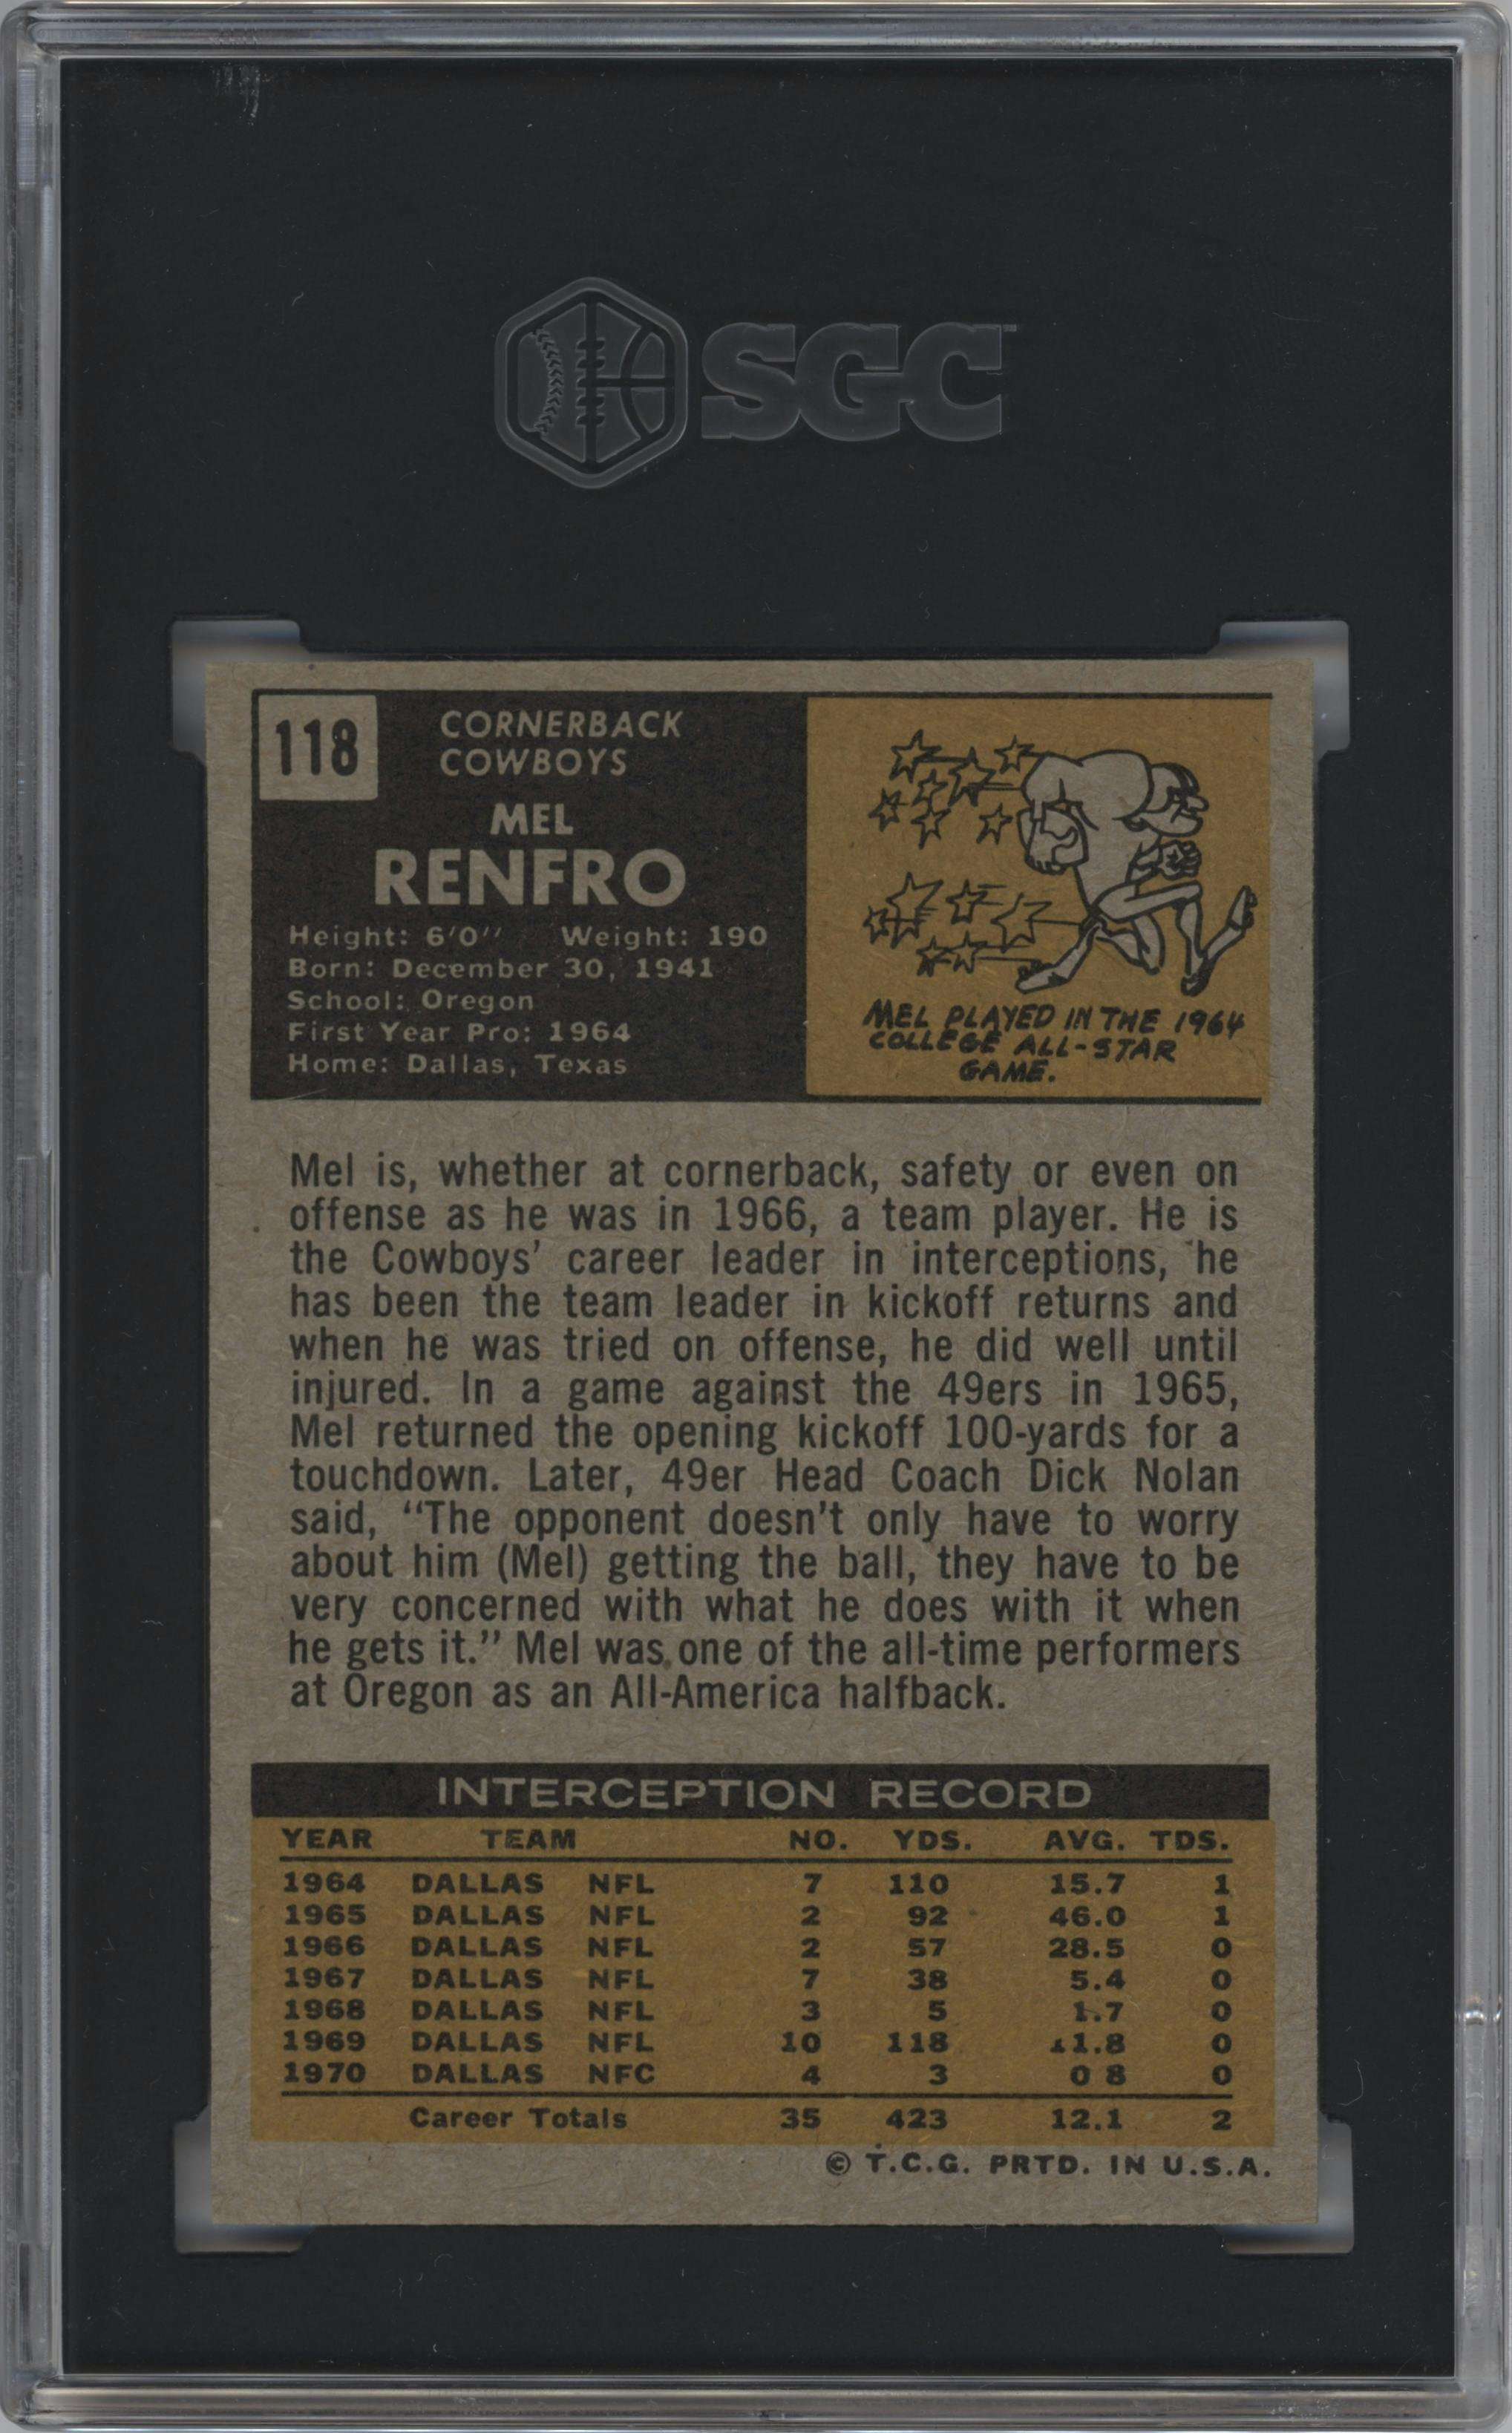 SGC
118
CORNERBACK
COWBOYS
MEL
RENFRO
Height: 6'0'' Weight: 190
Born: December 30, 1941
School: Oregon
First Year Pro: 1964
Home: Dallas, Texas
MEL PLAYED IN THE 1964
COLLEGE ALL-STAR
GAME.
Mel is, whether at cornerback, safety or even on
offense as he was in 1966, a team player. He is
the Cowboys' career leader in interceptions, he
has been the team leader in kickoff returns and
when he was tried on offense, he did well until
injured. In a game against the 49ers in 1965,
Mel returned the opening kickoff 100-yards for a
touchdown. Later, 49er Head Coach Dick Nolan
said, "The opponent doesn't only have to worry
about him (Mel) getting the ball, they have to be
very concerned with what he does with it when
he gets it." Mel was one of the all-time performers
at Oregon as an All-America halfback.
INTERCEPTION RECORD
YEAR TEAM NO. YDS. AVG. TDS.
1964 DALLAS NFL 7 110 15.7 1
1965 DALLAS NFL 2 92 46.0 1
1966 DALLAS NFL 2 57 28.5 0
1967 DALLAS NFL 7 38 5.4 0
1968 DALLAS NFL 3 5 1.7 0
1969 DALLAS NFL 10 118 11.8 0
1970 DALLAS NFC 4 3 0 8 0
Career Totals 35 423 12.1 2
© T.C.G. PRTD. IN U.S.A.